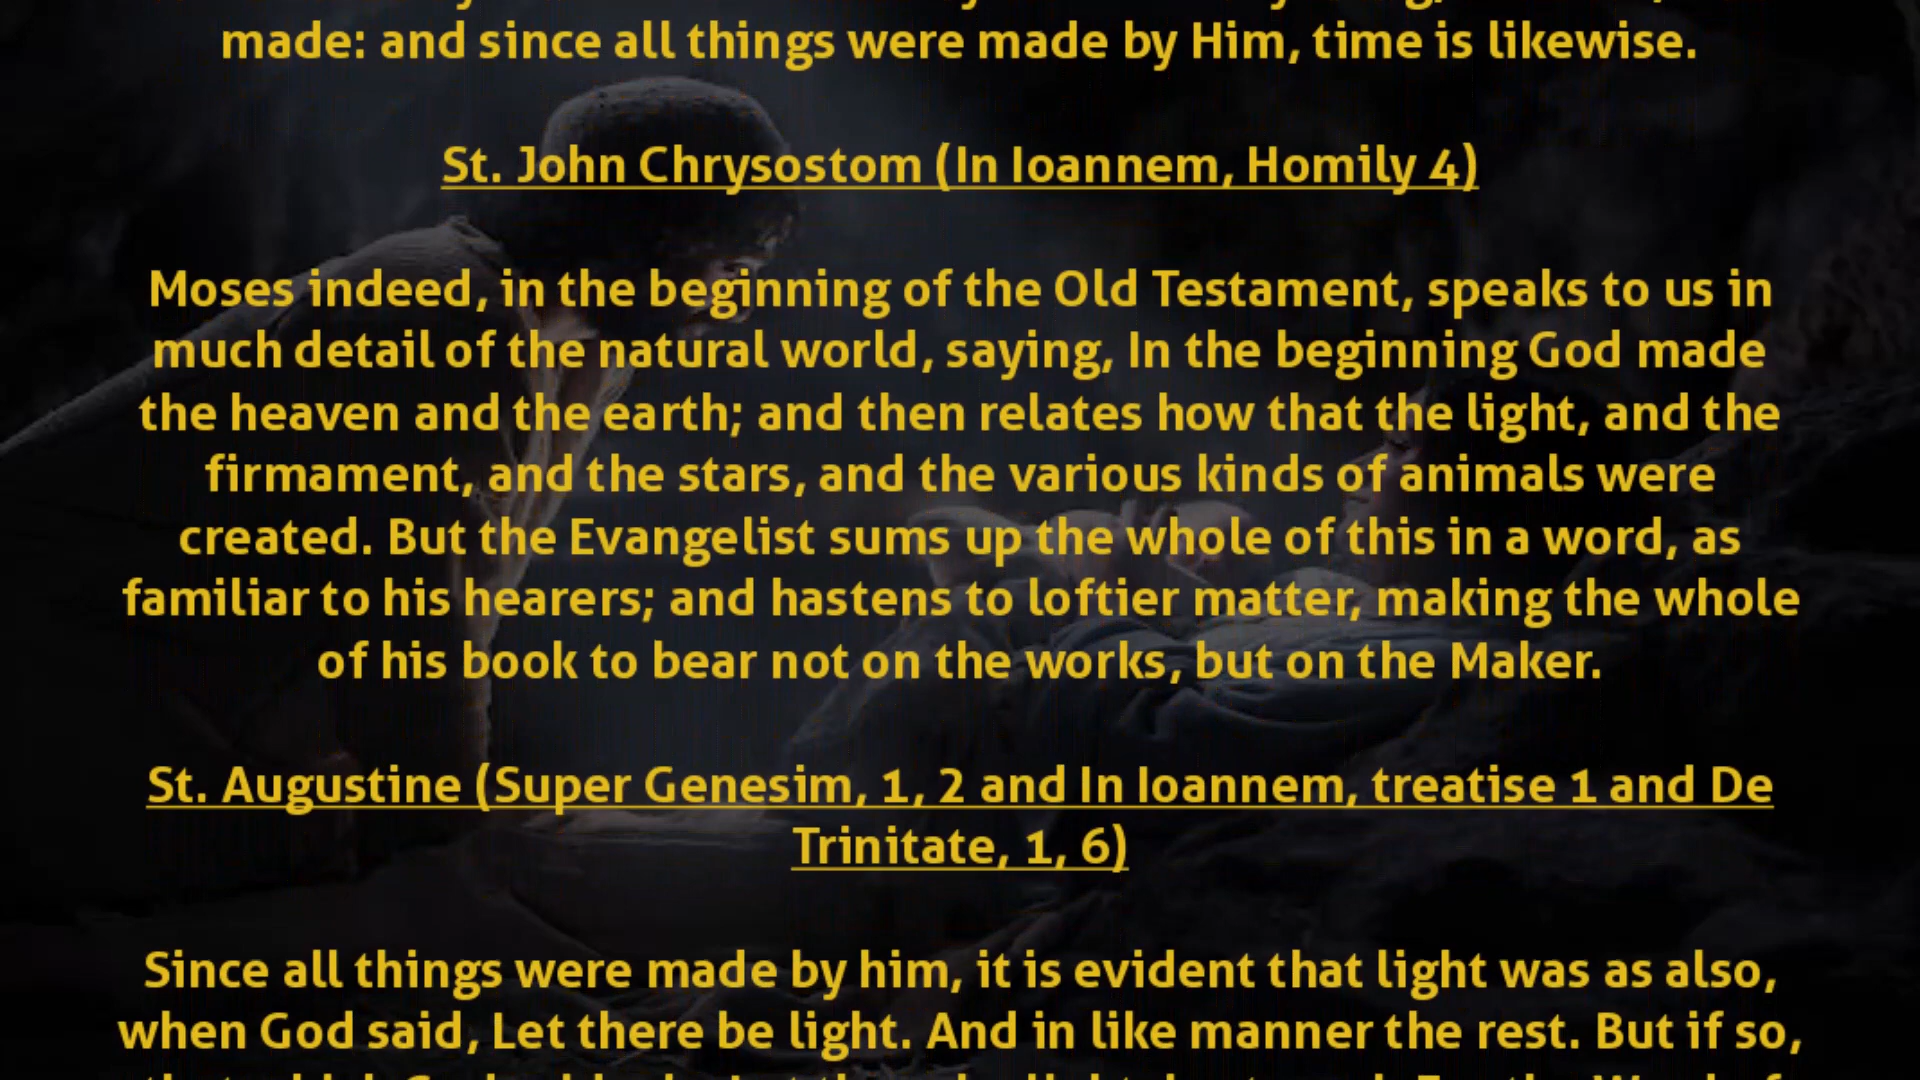 made: and since all things were made by Him, time is likewise.
St. John Chrysostom (In Ioannem, Homily 4)
Moses indeed, in the beginning of the Old Testament, speaks to us in
much detail of the natural world, saying, In the beginning God made
the heaven and the earth; and then relates how that the light, and the
firmament, and the stars, and the various kinds of animals were
created. But the Evangelist sums up the whole of this in a word, as
familiar to his hearers; and hastens to loftier matter, making the whole
of his book to bear not on the works, but on the Maker.
St. Augustine (Super Genesim, 1, 2 and In Ioannem, treatise 1 and De
Trinitate, 1, 6)
Since all things were made by him, it is evident that light was as also,
when God said, Let there be light. And in like manner the rest. But if so,